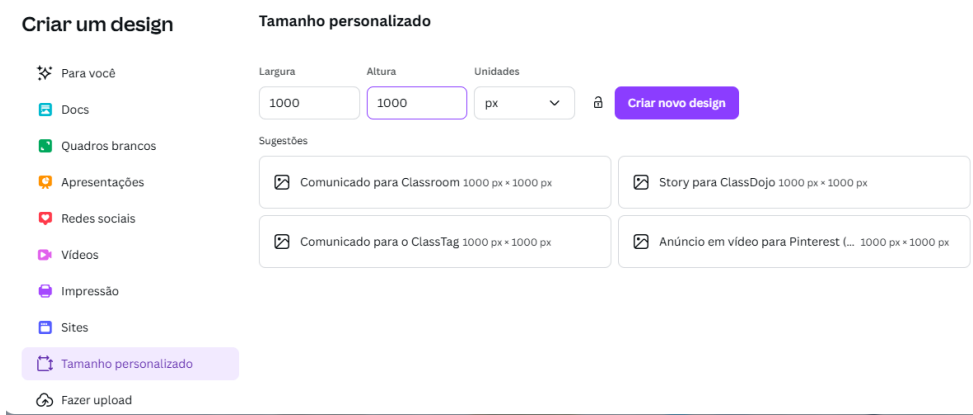 Criar um design
Para você
Docs
Quadros brancos
Apresentações
Redes sociais
Vídeos
Impressão
Sites
Tamanho personalizado
Fazer upload
Tamanho personalizado
Largura Altura Unidades
1000 1000 px Criar novo design
Sugestões
Comunicado para Classroom 1000 px × 1000 px
Story para ClassDojo 1000 px × 1000 px
Comunicado para o ClassTag 1000 px × 1000 px
Anúncio em vídeo para Pinterest (... 1000 px × 1000 px